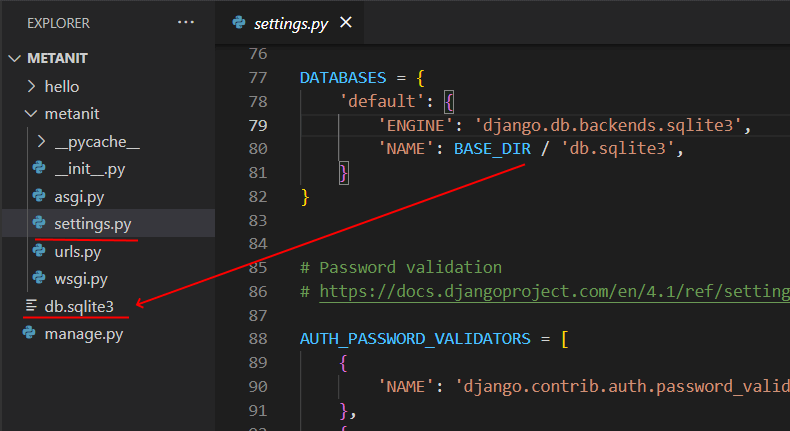 EXPLORER ···
METANIT
hello
metanit
__pycache__
__init__.py
asgi.py
settings.py
urls.py
wsgi.py
db.sqlite3
manage.py
settings.py
76
77 DATABASES = {
78 'default': {
79 'ENGINE': 'django.db.backends.sqlite3',
80 'NAME': BASE_DIR / 'db.sqlite3',
81 }
82 }
83
84
85 # Password validation
86 # https://docs.djangoproject.com/en/4.1/ref/setting
87
88 AUTH_PASSWORD_VALIDATORS = [
89 {
90 'NAME': 'django.contrib.auth.password_valid
91 },